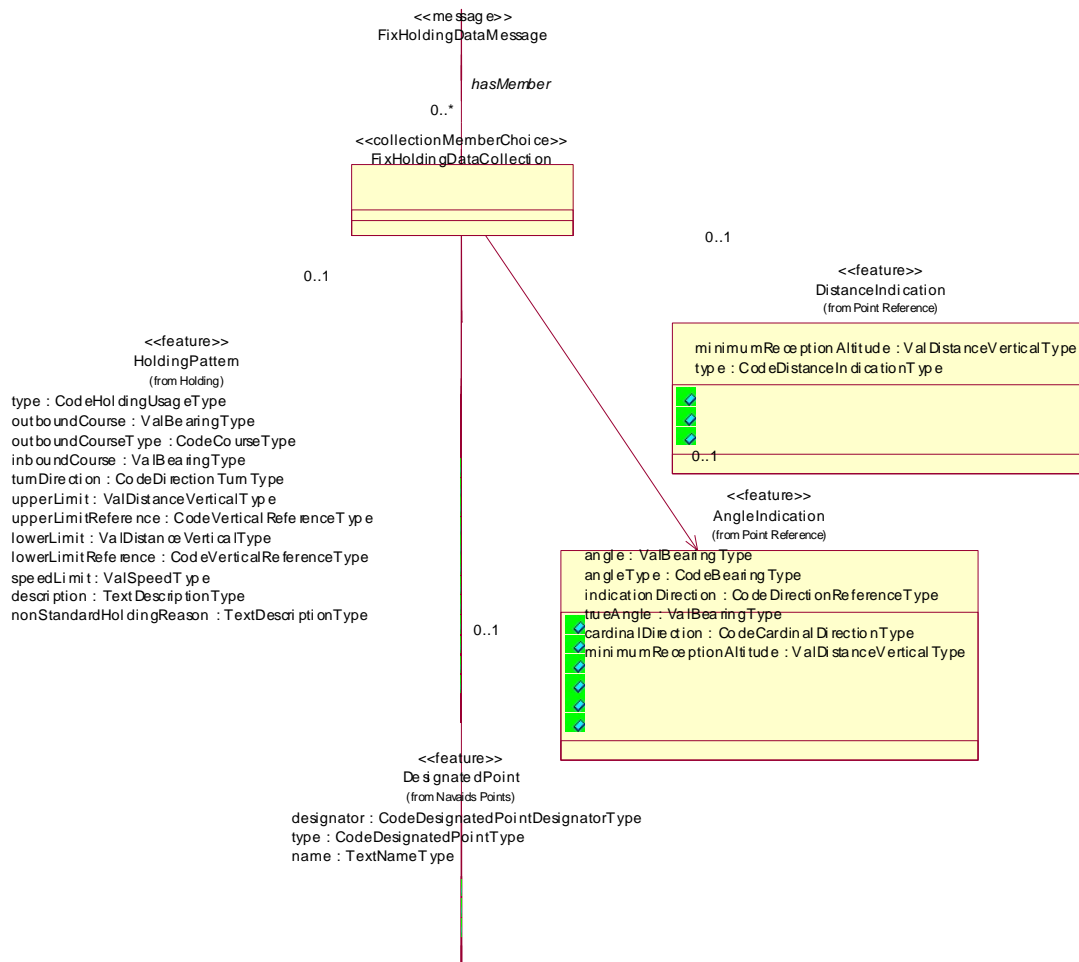 <<message>>
FixHoldingDataMessage
hasMember
0..*
<<collectionMemberChoice>>
FixHoldingDataCollection
0..1
0..1
<<feature>>
DistanceIndication
(from Point Reference)
minimumReceptionAltitude : ValDistanceVerticalType
type : CodeDistanceIndicationType
<<feature>>
HoldingPattern
(from Holding)
type : CodeHoldingUsageType
outboundCourse : ValBearingType
outboundCourseType : CodeCourseType
inboundCourse : ValBearingType
turnDirection : CodeDirectionTurnType
upperLimit : ValDistanceVerticalType
upperLimitReference : CodeVerticalReferenceType
lowerLimit : ValDistanceVerticalType
lowerLimitReference : CodeVerticalReferenceType
speedLimit : ValSpeedType
description : TextDescriptionType
nonStandardHoldingReason : TextDescriptionType
0..1
<<feature>>
AngleIndication
(from Point Reference)
angle : ValBearingType
angleType : CodeBearingType
indicationDirection : CodeDirectionReferenceType
trueAngle : ValBearingType
cardinalDirection : CodeCardinalDirectionType
minimumReceptionAltitude : ValDistanceVerticalType
0..1
<<feature>>
DesignatedPoint
(from Navaids Points)
designator : CodeDesignatedPointDesignatorType
type : CodeDesignatedPointType
name : TextNameType